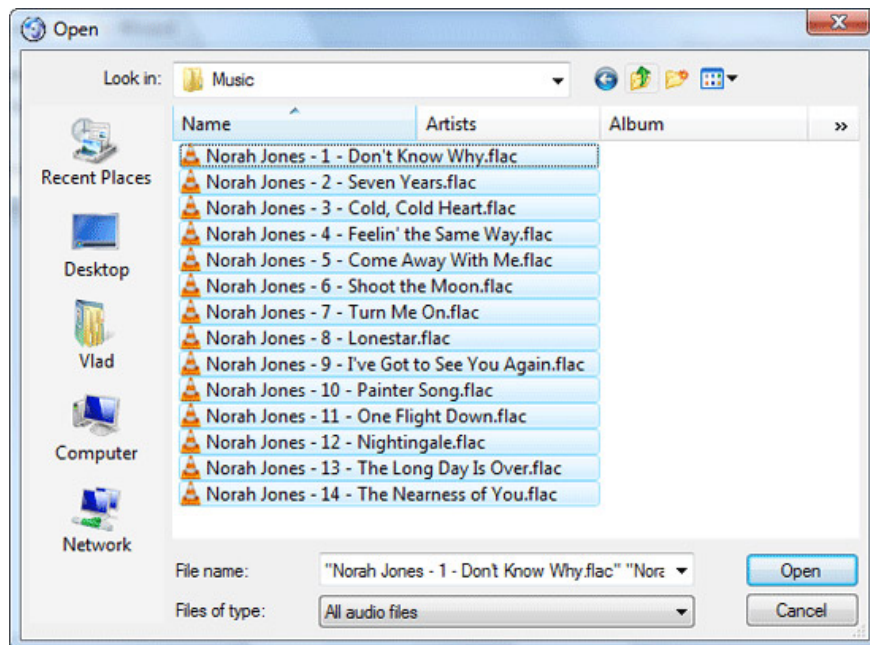 Open
Look in: Music
Name Artists Album »
Recent Places
Desktop
Vlad
Computer
Network
Norah Jones - 1 - Don't Know Why.flac
Norah Jones - 2 - Seven Years.flac
Norah Jones - 3 - Cold, Cold Heart.flac
Norah Jones - 4 - Feelin' the Same Way.flac
Norah Jones - 5 - Come Away With Me.flac
Norah Jones - 6 - Shoot the Moon.flac
Norah Jones - 7 - Turn Me On.flac
Norah Jones - 8 - Lonestar.flac
Norah Jones - 9 - I've Got to See You Again.flac
Norah Jones - 10 - Painter Song.flac
Norah Jones - 11 - One Flight Down.flac
Norah Jones - 12 - Nightingale.flac
Norah Jones - 13 - The Long Day Is Over.flac
Norah Jones - 14 - The Nearness of You.flac
File name: "Norah Jones - 1 - Don't Know Why.flac" "Nora Open
Files of type: All audio files Cancel